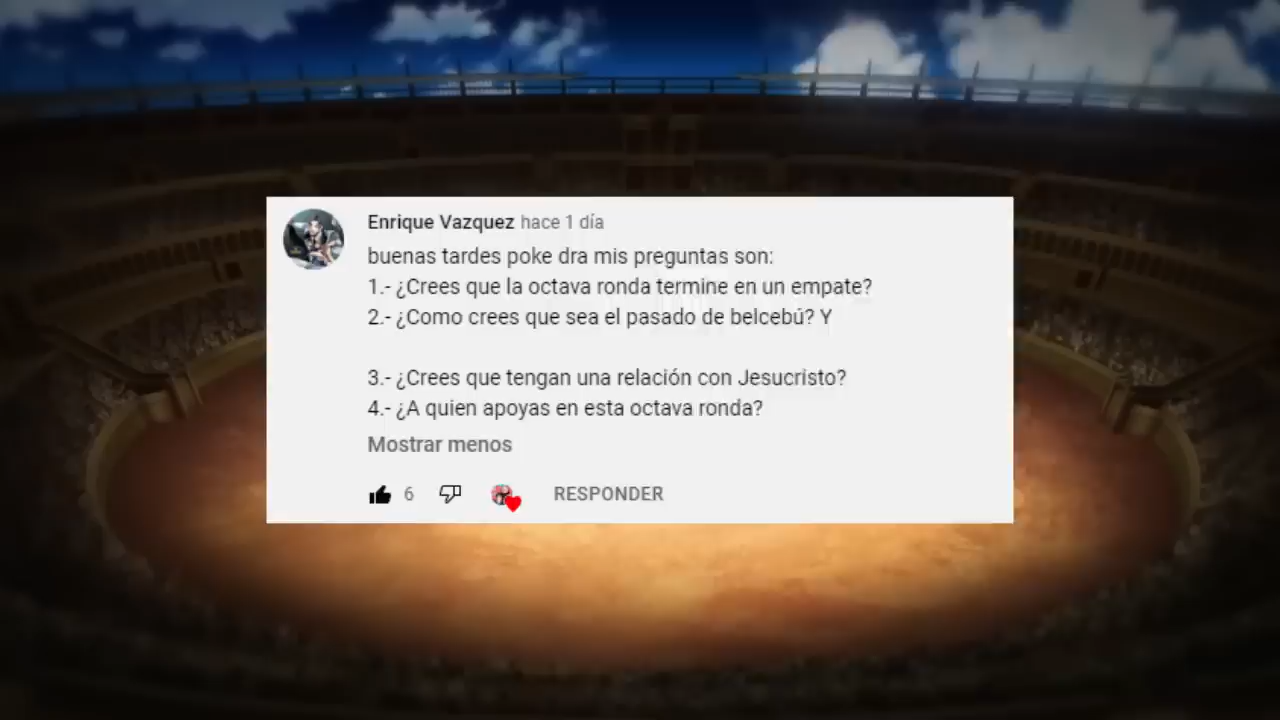 Enrique Vazquez hace 1 día
buenas tardes poke dra mis preguntas son:
1.- ¿Crees que la octava ronda termine en un empate?
2.- ¿Como crees que sea el pasado de belcebú? Y
3.- ¿Crees que tengan una relación con Jesucristo?
4.- ¿A quien apoyas en esta octava ronda?
Mostrar menos
6 RESPONDER